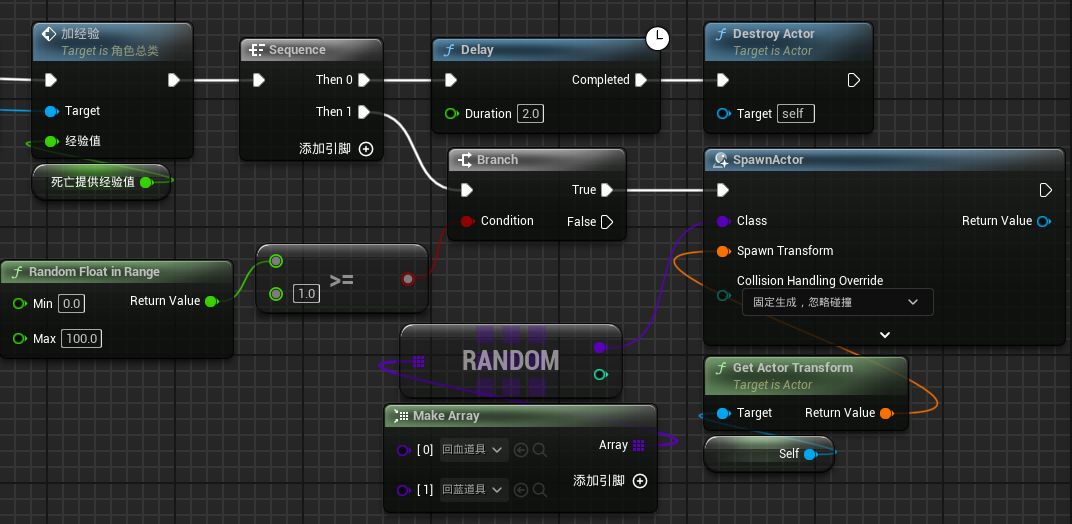 加经验
Target is 角色总类
Target
经验值
死亡提供经验值
Sequence
Then 0
Then 1
添加引脚
Delay
Completed
Duration 2.0
Destroy Actor
Target is Actor
Target self
Branch
True
Condition False
SpawnActor
Class Return Value
Spawn Transform
Collision Handling Override
固定生成，忽略碰撞
Random Float in Range
Min 0.0 Return Value
Max 100.0
>=
1.0
RANDOM
Make Array
[0] 回血道具 Array
[1] 回蓝道具 添加引脚
Get Actor Transform
Target is Actor
Target Return Value
Self